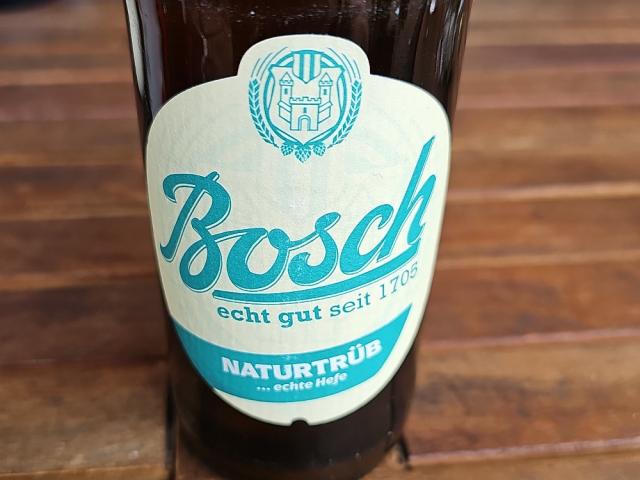 Bosch
echt gut seit 1705
NATURTRÜB
... echte Hefe